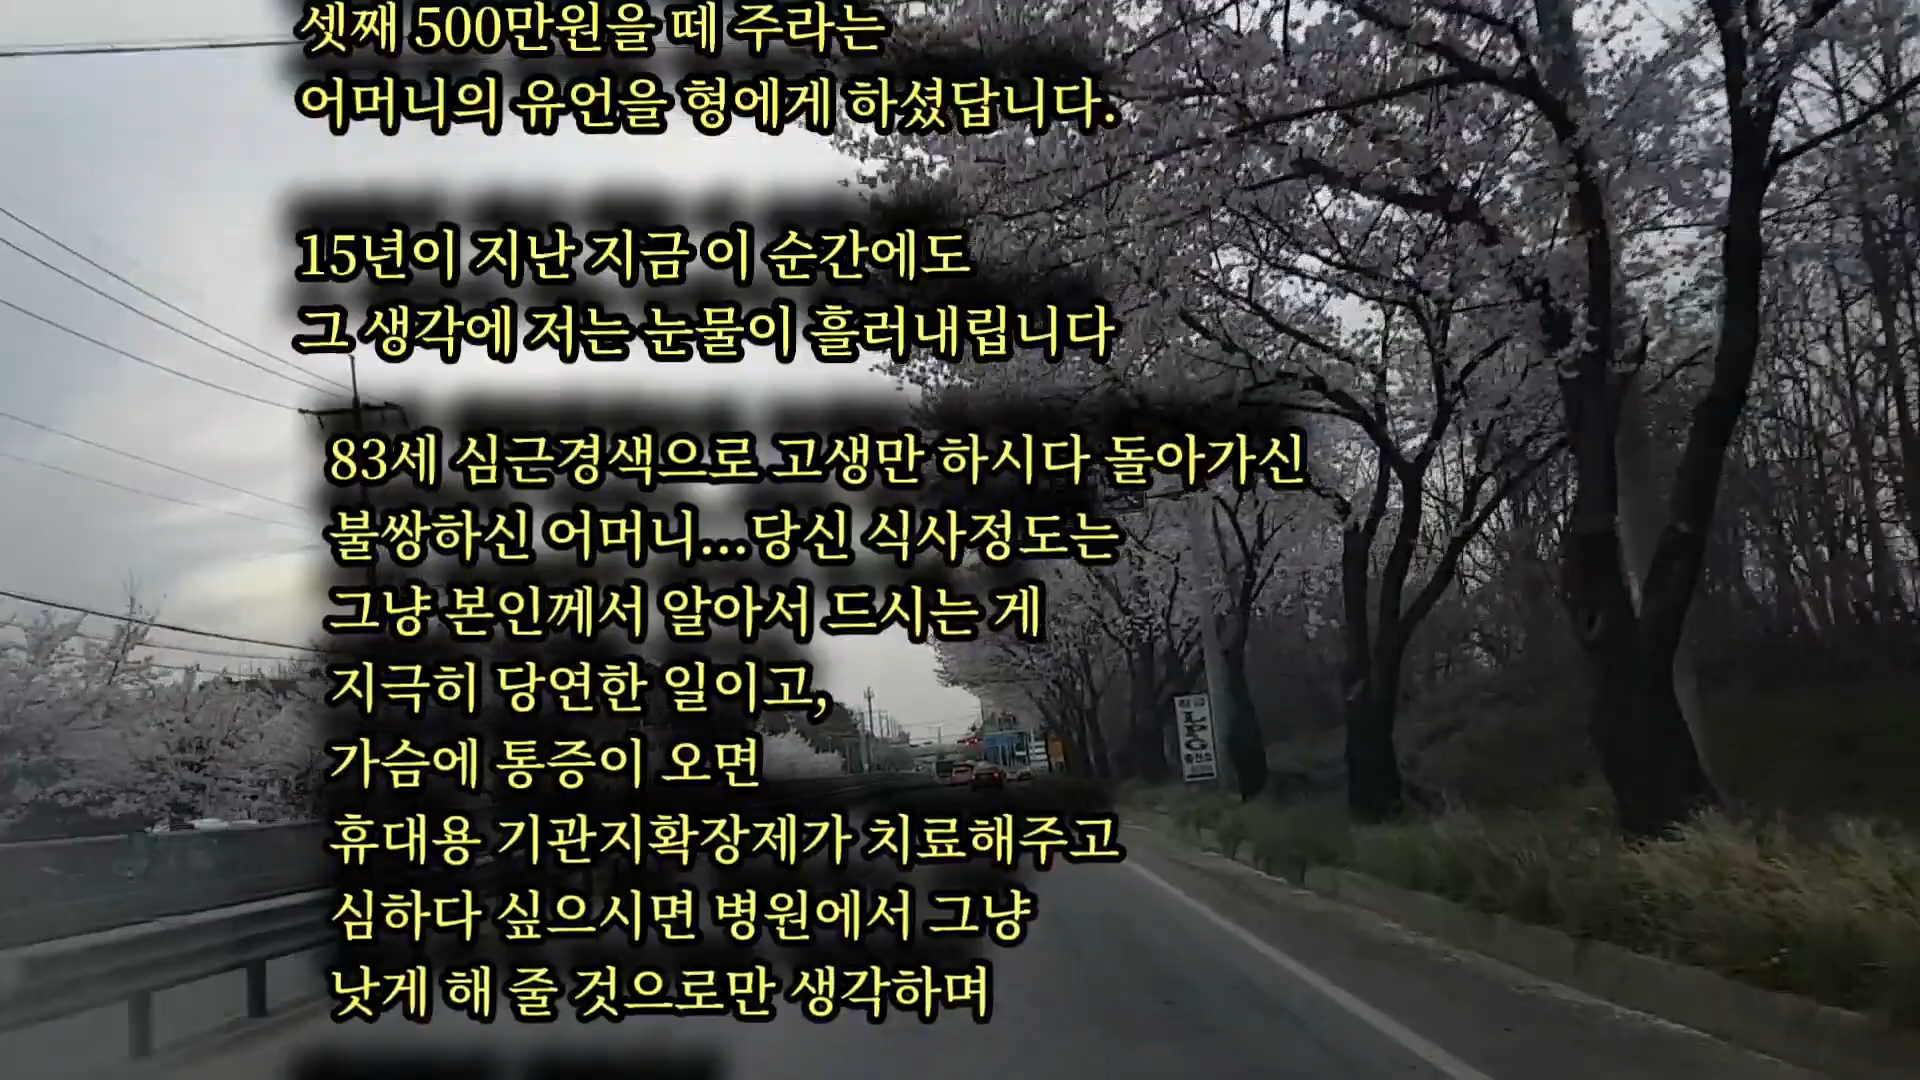 셋째 500만원을 떼 주라는
어머니의 유언을 형에게 하셨답니다.
15년이 지난 지금 이 순간에도
그 생각에 저는 눈물이 흘러내립니다
83세 심근경색으로 고생만 하시다 돌아가신
불쌍하신 어머니...당신 식사정도는
그냥 본인께서 알아서 드시는 게
지극히 당연한 일이고,
가슴에 통증이 오면
휴대용 기관지확장제가 치료해주고
심하다 싶으시면 병원에서 그냥
낫게 해 줄 것으로만 생각하며
LPG
충전소